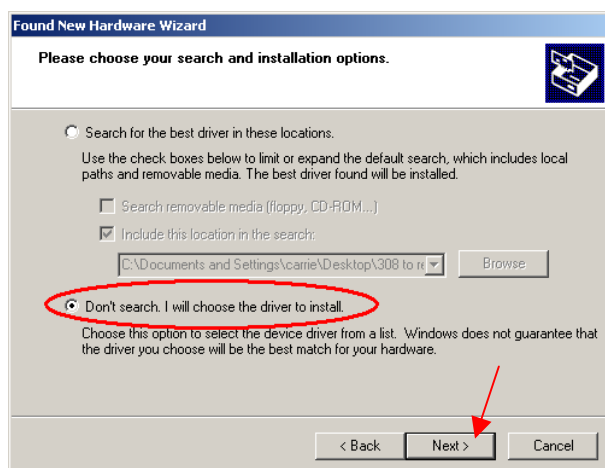 Found New Hardware Wizard
Please choose your search and installation options.
Search for the best driver in these locations.
Use the check boxes below to limit or expand the default search, which includes local
paths and removable media. The best driver found will be installed.
Search removable media (floppy, CD-ROM...)
Include this location in the search:
C:\Documents and Settings\carrie\Desktop\308 to re
Browse
Don't search. I will choose the driver to install.
Choose this option to select the device driver from a list. Windows does not guarantee that
the driver you choose will be the best match for your hardware.
< Back Next > Cancel